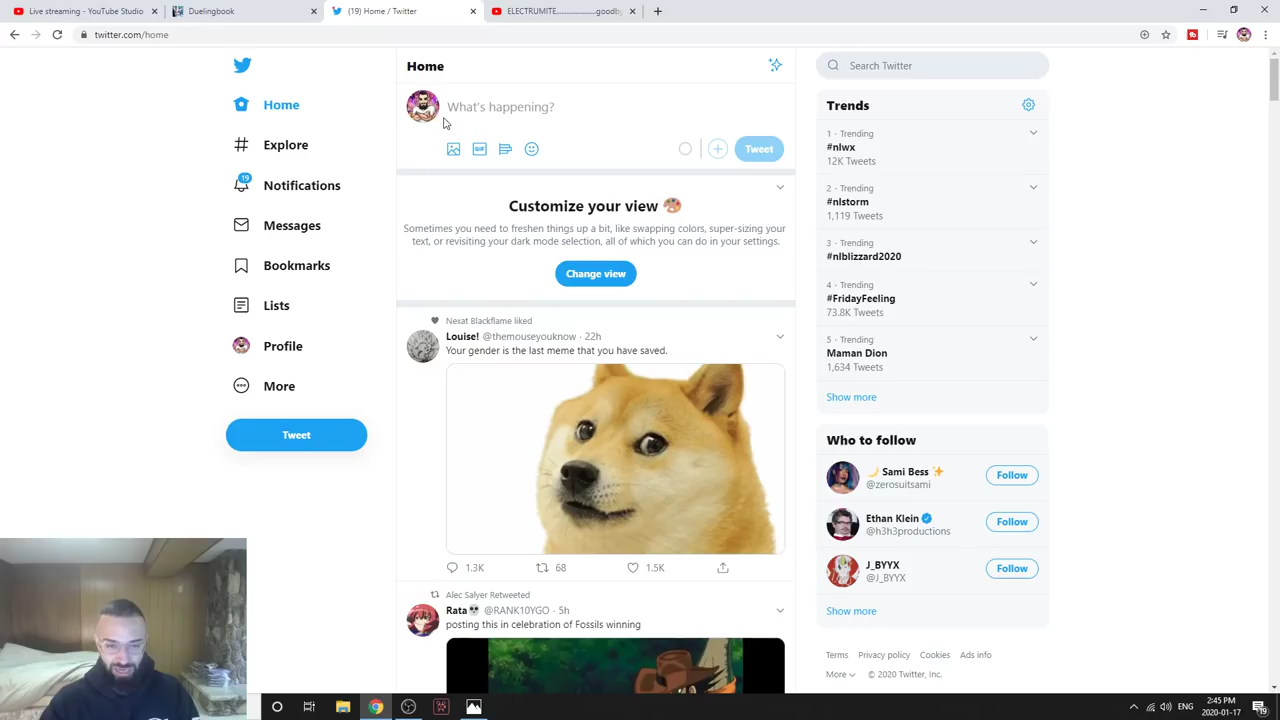 Live streaming - YouTube Studio
Duelingbook
(19) Home / Twitter
ELECTRUMITE..................goodby
twitter.com/home
Home
What's happening?
GIF
Tweet
Home
Explore
19
Notifications
Messages
Bookmarks
Lists
Profile
More
Tweet
Customize your view
Sometimes you need to freshen things up a bit, like swapping colors, super-sizing your
text, or revisiting your dark mode selection, all of which you can do in your settings.
Change view
Nexat Blackflame liked
Louise! @themouseyouknow · 22h
Your gender is the last meme that you have saved.
1.3K 68 1.5K
Alec Salyer Retweeted
Rata💀 @RANK10YGO · 5h
posting this in celebration of Fossils winning
Search Twitter
Trends
1 · Trending
#nlwx
12K Tweets
2 · Trending
#nlstorm
1,119 Tweets
3 · Trending
#nlblizzard2020
4 · Trending
#FridayFeeling
73.8K Tweets
5 · Trending
Maman Dion
1,634 Tweets
Show more
Who to follow
🌙 Sami Bess ✨
@zerosuitsami
Follow
Ethan Klein
@h3h3productions
Follow
J_BYYX
@J_BYYX
Follow
Show more
Terms Privacy policy Cookies Ads info
More © 2020 Twitter, Inc.
ENG
2:45 PM
2020-01-17
19